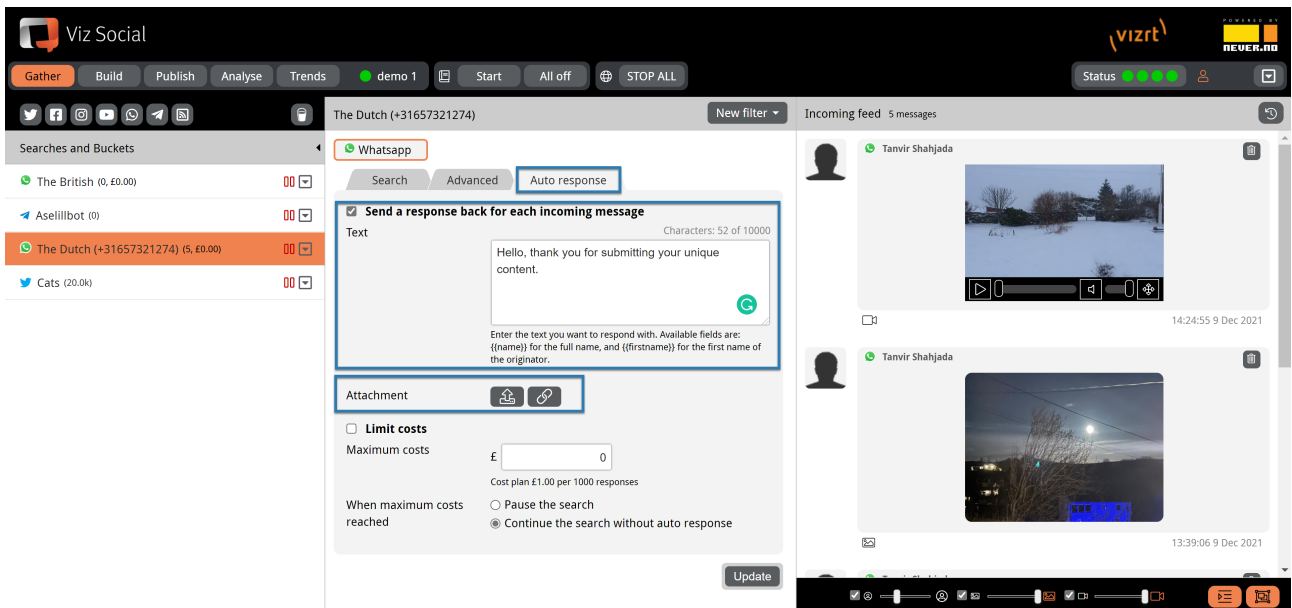 Viz Social
vizrt
POWERED BY
never.no
Gather Build Publish Analyse Trends demo 1 Start All off STOP ALL Status
The Dutch (+31657321274) New filter
Incoming feed 5 messages
Searches and Buckets
The British (0, £0.00)
Aselillbot (0)
The Dutch (+31657321274) (5, £0.00)
Cats (20.0k)
Whatsapp
Search Advanced Auto response
Send a response back for each incoming message
Text Characters: 52 of 10000
Hello, thank you for submitting your unique
content.
Enter the text you want to respond with. Available fields are:
{{name}} for the full name, and {{firstname}} for the first name of
the originator.
Attachment
Limit costs
Maximum costs £ 0
Cost plan £1.00 per 1000 responses
When maximum costs
reached
Pause the search
Continue the search without auto response
Update
Tanvir Shahjada
14:24:55 9 Dec 2021
Tanvir Shahjada
13:39:06 9 Dec 2021